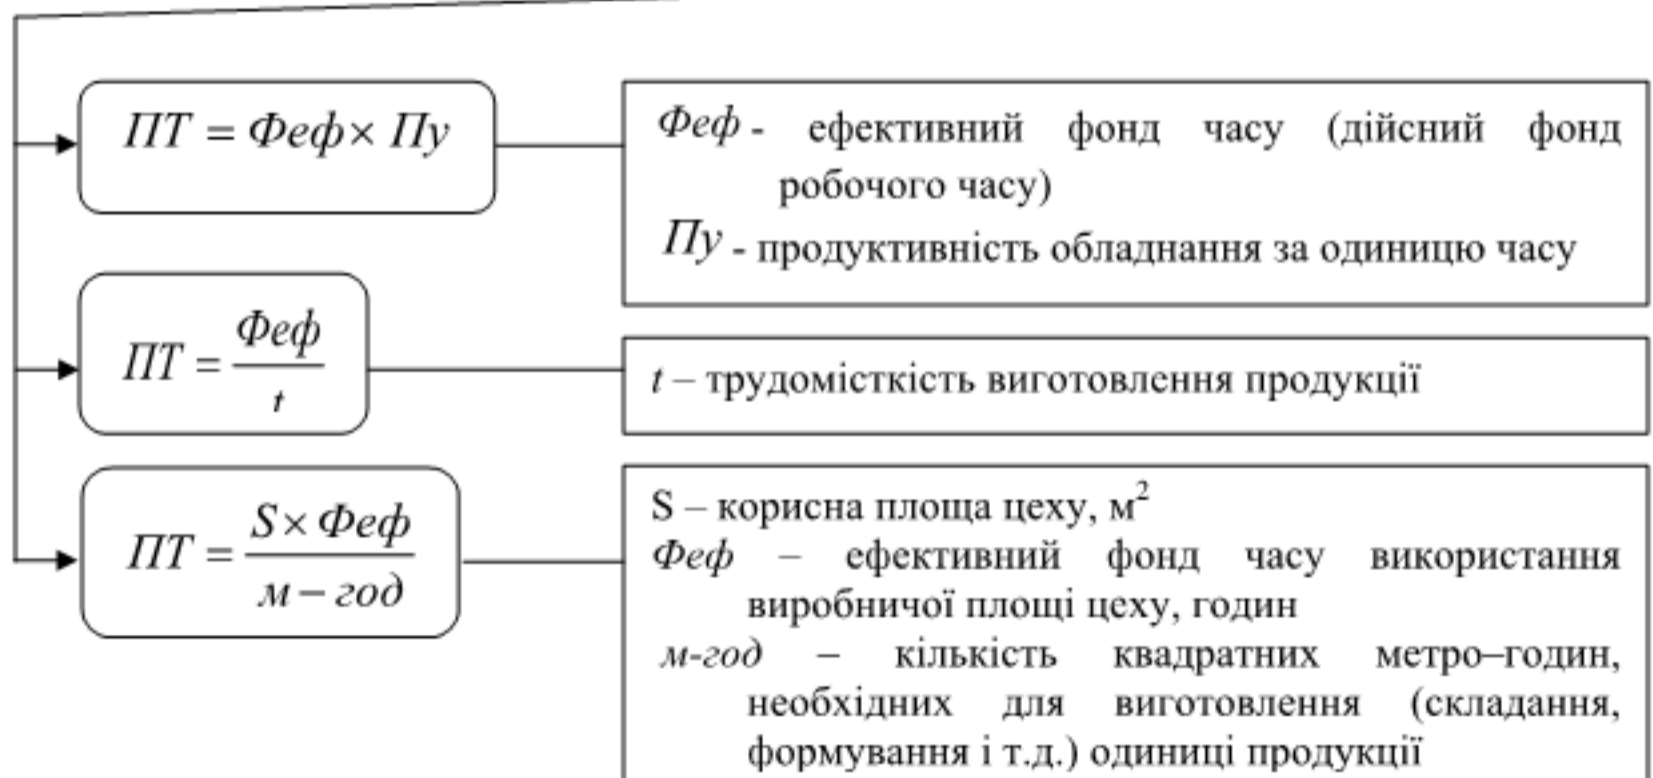 ПТ = Феф × Пу
Феф - ефективний фонд часу (дійсний фонд
робочого часу)
Пу - продуктивність обладнання за одиницю часу
ПТ = Феф / t
t – трудомісткість виготовлення продукції
ПТ = S × Феф / м – год
S – корисна площа цеху, м²
Феф – ефективний фонд часу використання
виробничої площі цеху, годин
м-год – кількість квадратних метро–годин,
необхідних для виготовлення (складання,
формування і т.д.) одиниці продукції